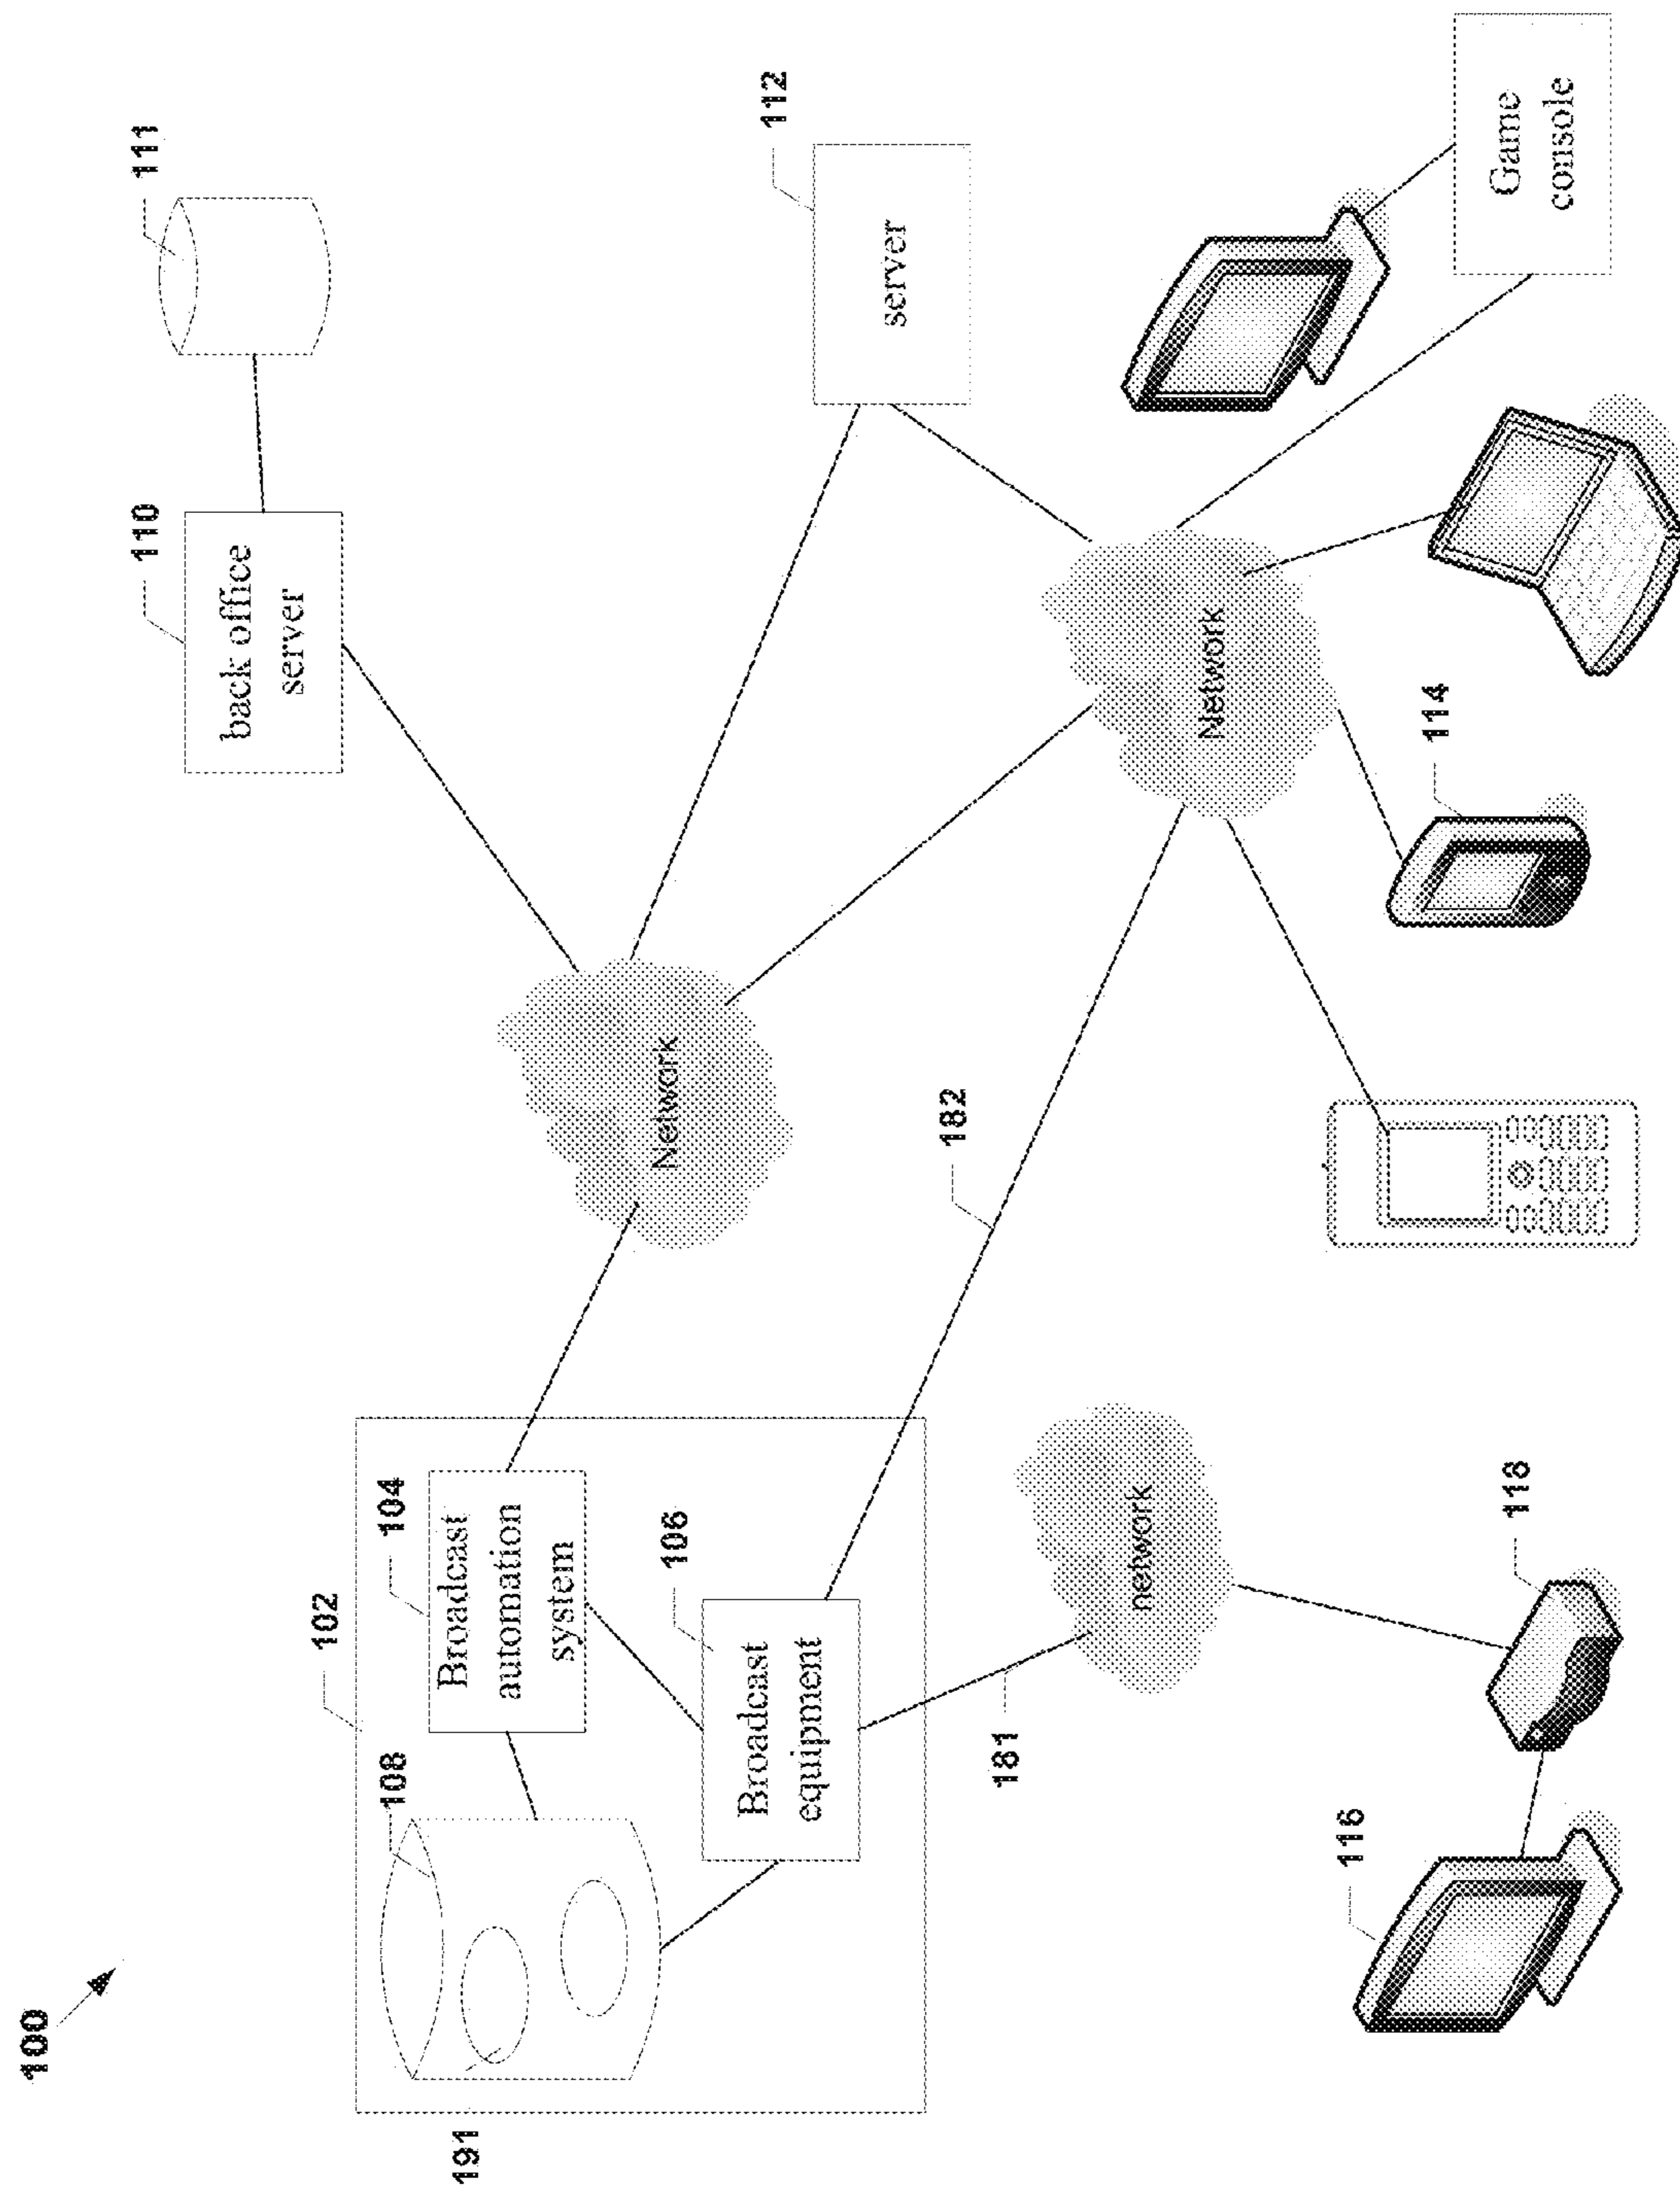 100
102
108
104
Broadcast
automation
system
106
Broadcast
equipment
191
110
back office
server
111
Network
112
server
182
181
network
Network
116
118
114
Game
console